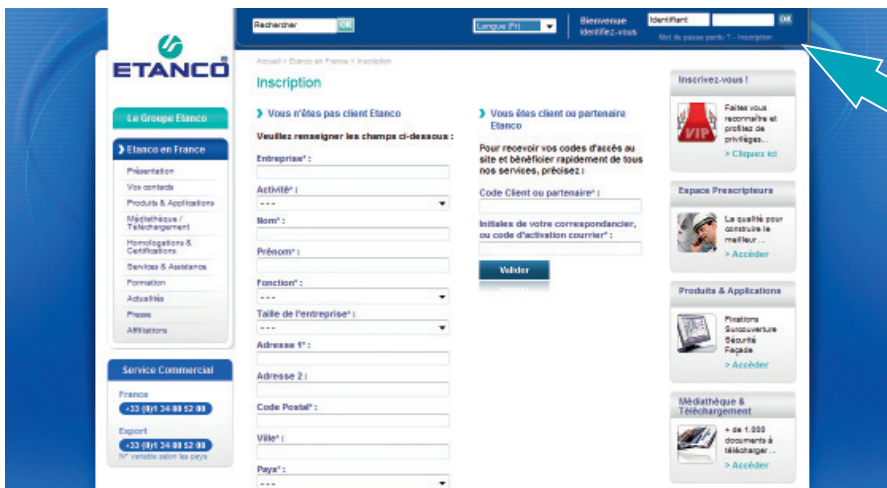 Rechercher OK
Langue (Fr)
Bienvenue
Identifiez-vous
Identifiant
OK
Mot de passe perdu ? - Inscription
ETANCO
Accueil > Etanco en France > Inscription
Inscription
Le Groupe Etanco
Etanco en France
Présentation
Vos contacts
Produits & Applications
Médiathèque /
Téléchargement
Homologations &
Certifications
Services & Assistance
Formation
Actualités
Presse
Affiliations
Service Commercial
France
+33 (0)1 34 80 52 00
Export
+33 (0)1 34 80 52 00
N° variable selon les pays
Vous n'êtes pas client Etanco
Veuillez renseigner les champs ci-dessous :
Entreprise* :
Activité* :
---
Nom* :
Prénom* :
Fonction* :
---
Taille de l'entreprise* :
---
Adresse 1* :
Adresse 2 :
Code Postal* :
Ville* :
Pays* :
---
Vous êtes client ou partenaire
Etanco
Pour recevoir vos codes d'accès au
site et bénéficier rapidement de tous
nos services, précisez :
Code Client ou partenaire* :
Initiales de votre correspondancier,
ou code d'activation courrier* :
Valider
Inscrivez-vous !
VIP
Faites vous
reconnaître et
profitez de
privilèges...
> Cliquez ici
Espace Prescripteurs
La qualité pour
construire le
meilleur ...
> Accéder
Produits & Applications
Fixations
Surcouverture
Sécurité
Façade
> Accéder
Médiathèque &
Téléchargement
+ de 1.000
documents à
télécharger ...
> Accéder